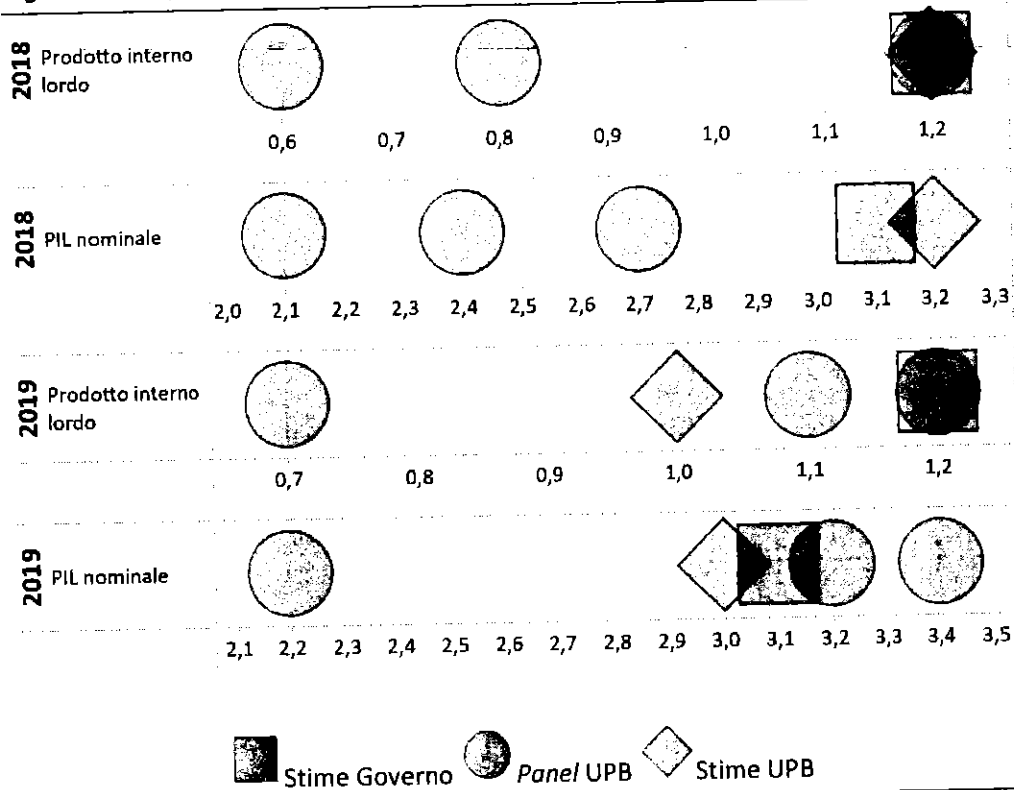 2018
Prodotto interno
lordo
0,6 0,7 0,8 0,9 1,0 1,1 1,2
2018
PIL nominale
2,0 2,1 2,2 2,3 2,4 2,5 2,6 2,7 2,8 2,9 3,0 3,1 3,2 3,3
2019
Prodotto interno
lordo
0,7 0,8 0,9 1,0 1,1 1,2
2019
PIL nominale
2,1 2,2 2,3 2,4 2,5 2,6 2,7 2,8 2,9 3,0 3,1 3,2 3,3 3,4 3,5
Stime Governo Panel UPB Stime UPB